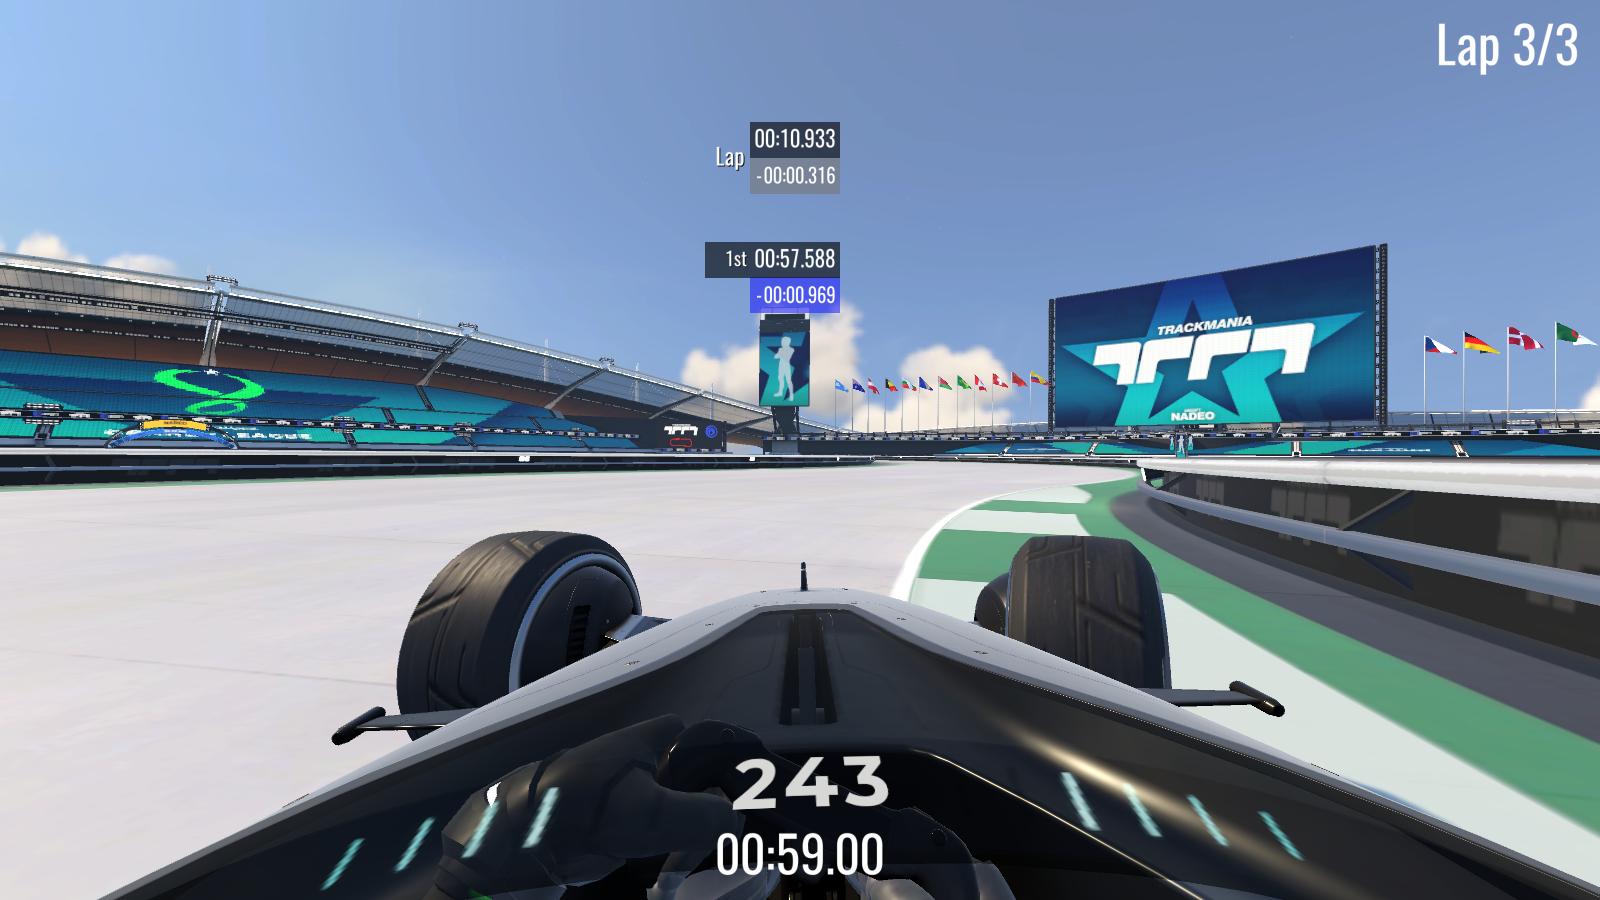 Lap 3/3
00:10.933
Lap
-00:00.316
1st 00:57.588
-00:00.969
TRACKMANIA
NADEO
LEAGUE
243
00:59.00